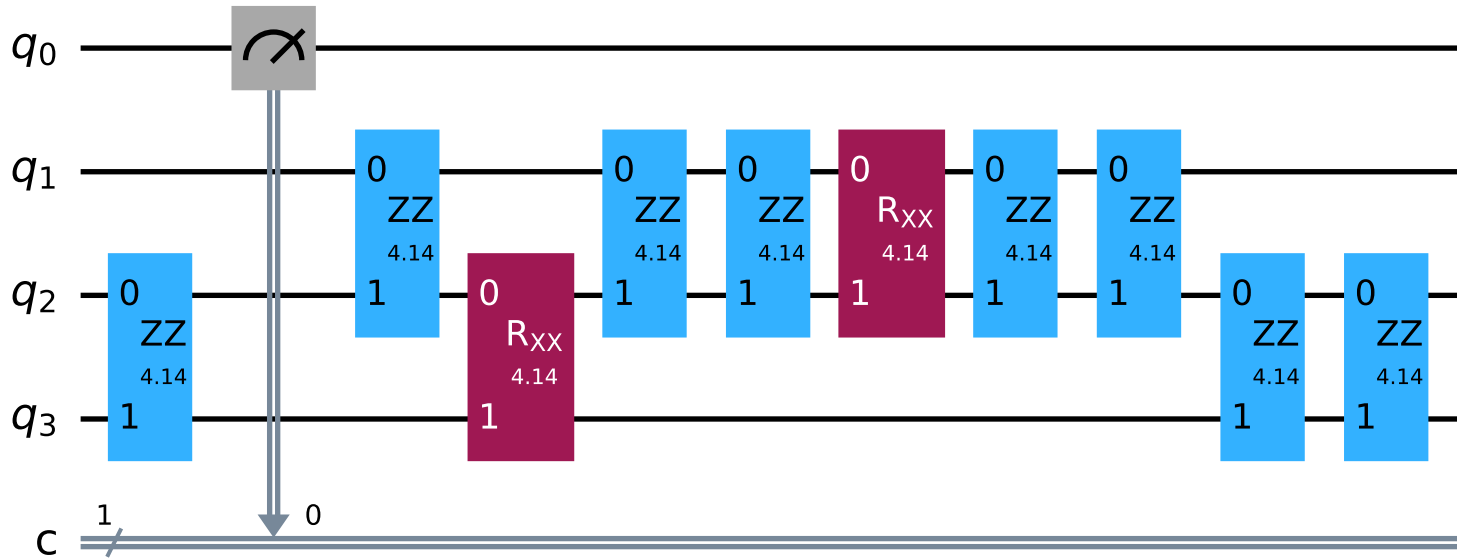 q0
0 0 0 0 0
q1 ZZ ZZ ZZ RXX ZZ ZZ
4.14 4.14 4.14 4.14 4.14 4.14
q2 0 1 0 1 1 1 1 1 0 0
ZZ RXX ZZ ZZ
4.14 4.14 4.14 4.14
q3 1 1 1 1
1 0
c